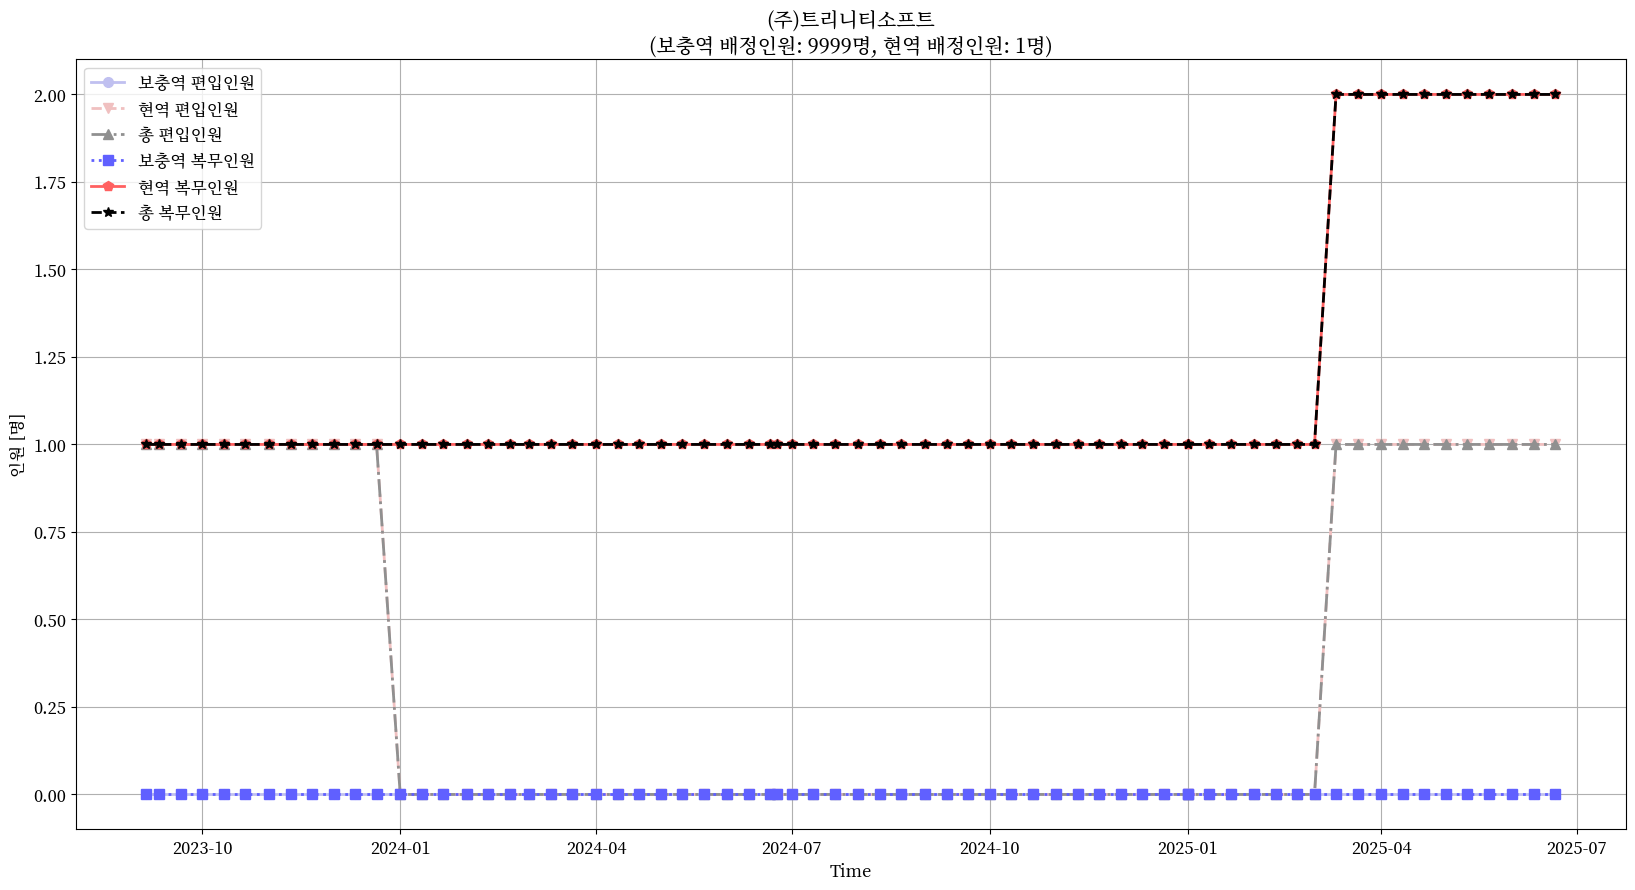 (주)트리니티소프트
(보충역 배정인원: 9999명, 현역 배정인원: 1명)
보충역 편입인원
현역 편입인원
총 편입인원
보충역 복무인원
현역 복무인원
총 복무인원
2.00
1.75
1.50
1.25
1.00
0.75
0.50
0.25
0.00
인원 [명]
2023-10
2024-01
2024-04
2024-07
2024-10
2025-01
2025-04
2025-07
Time